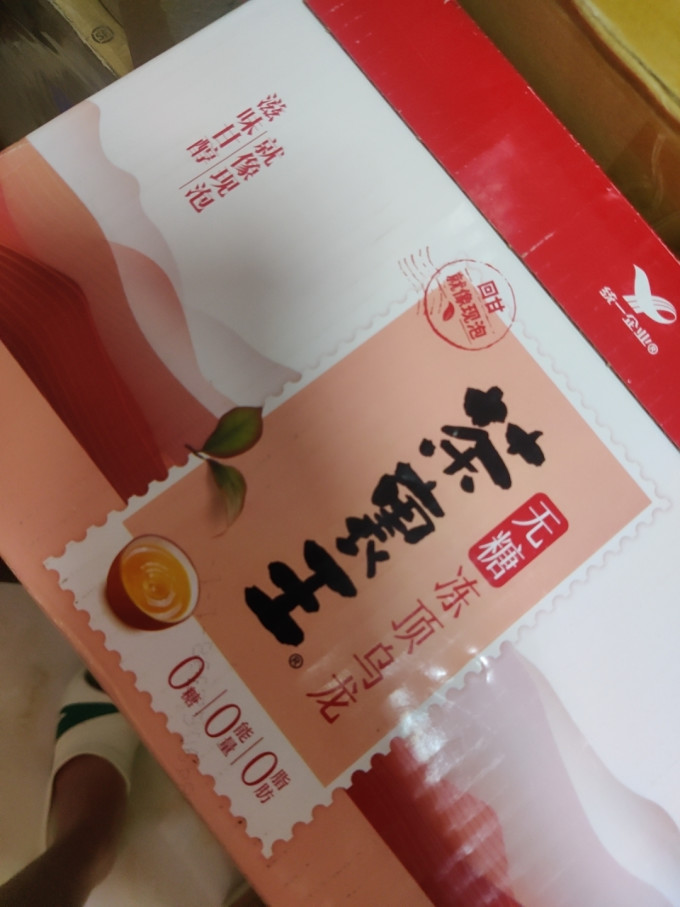 滋味甘醇
就像现泡
统一企业®
回甘
就像现泡
茶裏王®
无糖
冻顶乌龙
0糖
0能量
0脂肪